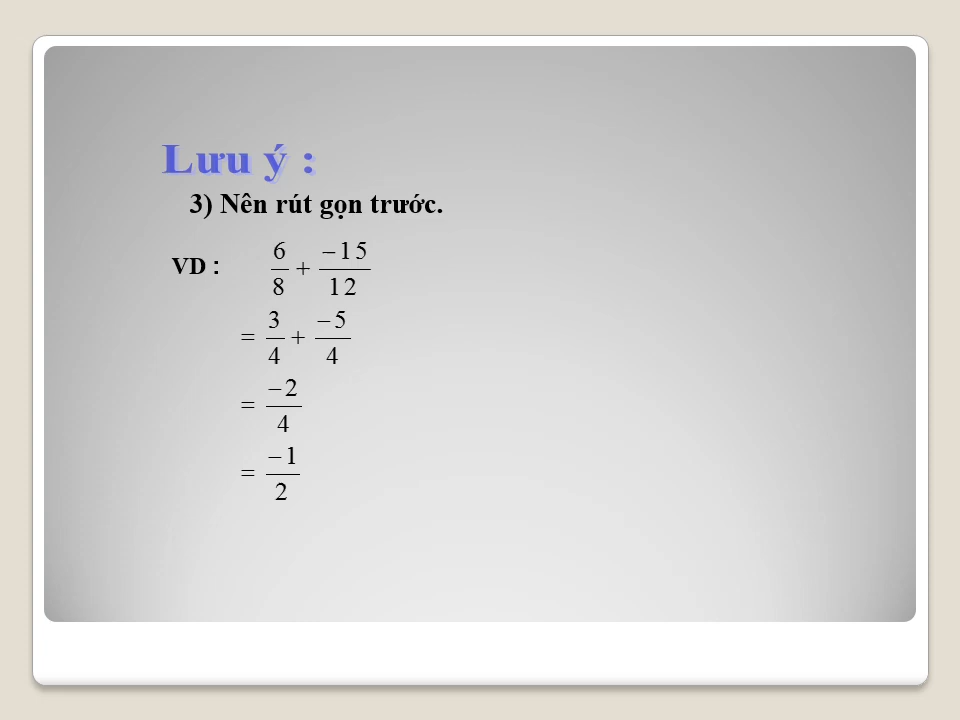 Lưu ý :
3) Nên rút gọn trước.
VD : 6/8 + −15/12
= 3/4 + −5/4
= −2/4
= −1/2